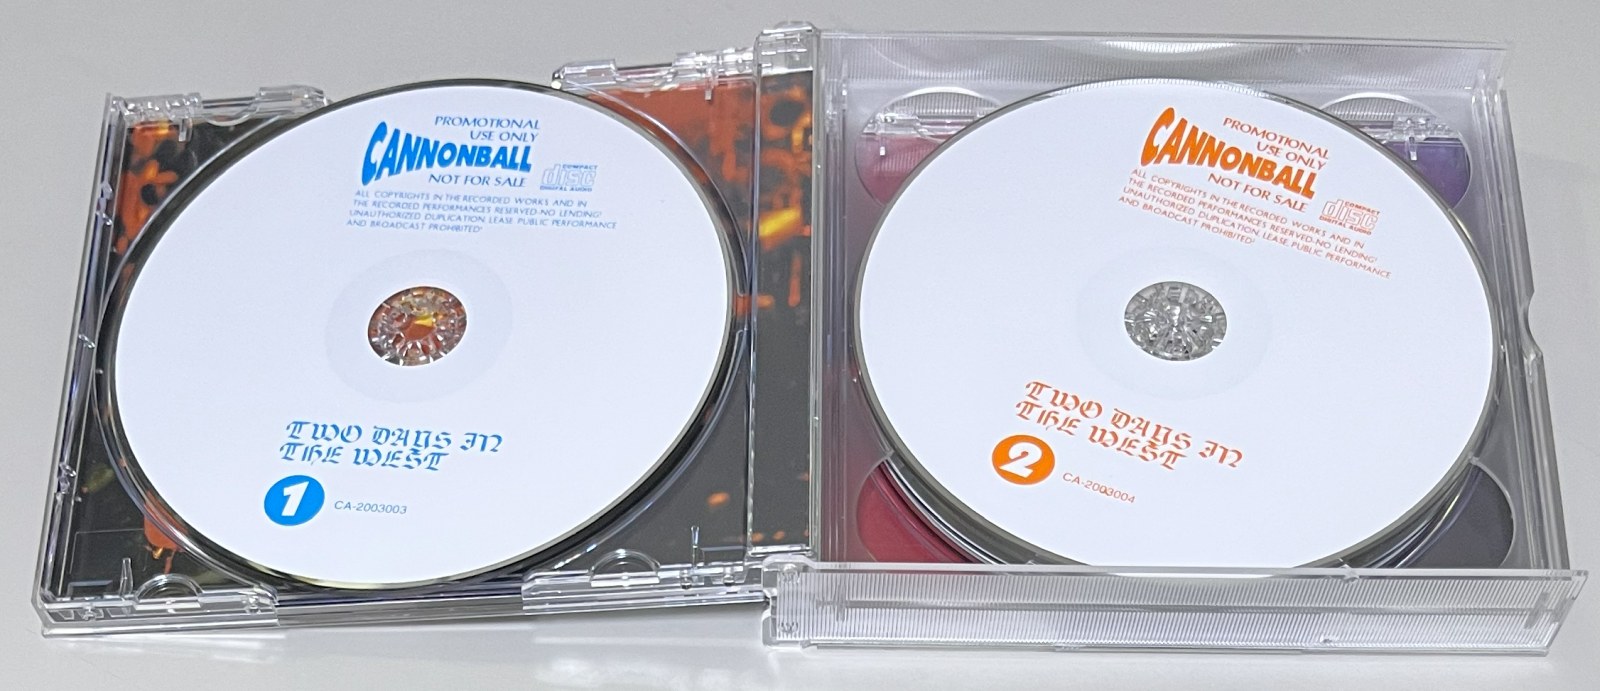 PROMOTIONAL
USE ONLY
CANNONBALL
NOT FOR SALE
COMPACT
disc
DIGITAL AUDIO
ALL COPYRIGHTS IN THE RECORDED WORKS AND IN
THE RECORDED PERFORMANCES RESERVED-NO LENDING'
UNAUTHORIZED DUPLICATION, LEASE, PUBLIC PERFORMANCE
AND BROADCAST PROHIBITED'
TWO DAYS IN
THE WEST
1
CA-2003003
PROMOTIONAL
USE ONLY
CANNONBALL
NOT FOR SALE
COMPACT
disc
DIGITAL AUDIO
ALL COPYRIGHTS IN THE RECORDED WORKS AND IN
THE RECORDED PERFORMANCES RESERVED-NO LENDING'
UNAUTHORIZED DUPLICATION, LEASE, PUBLIC PERFORMANCE
AND BROADCAST PROHIBITED'
TWO DAYS IN
THE WEST
2
CA-2003004